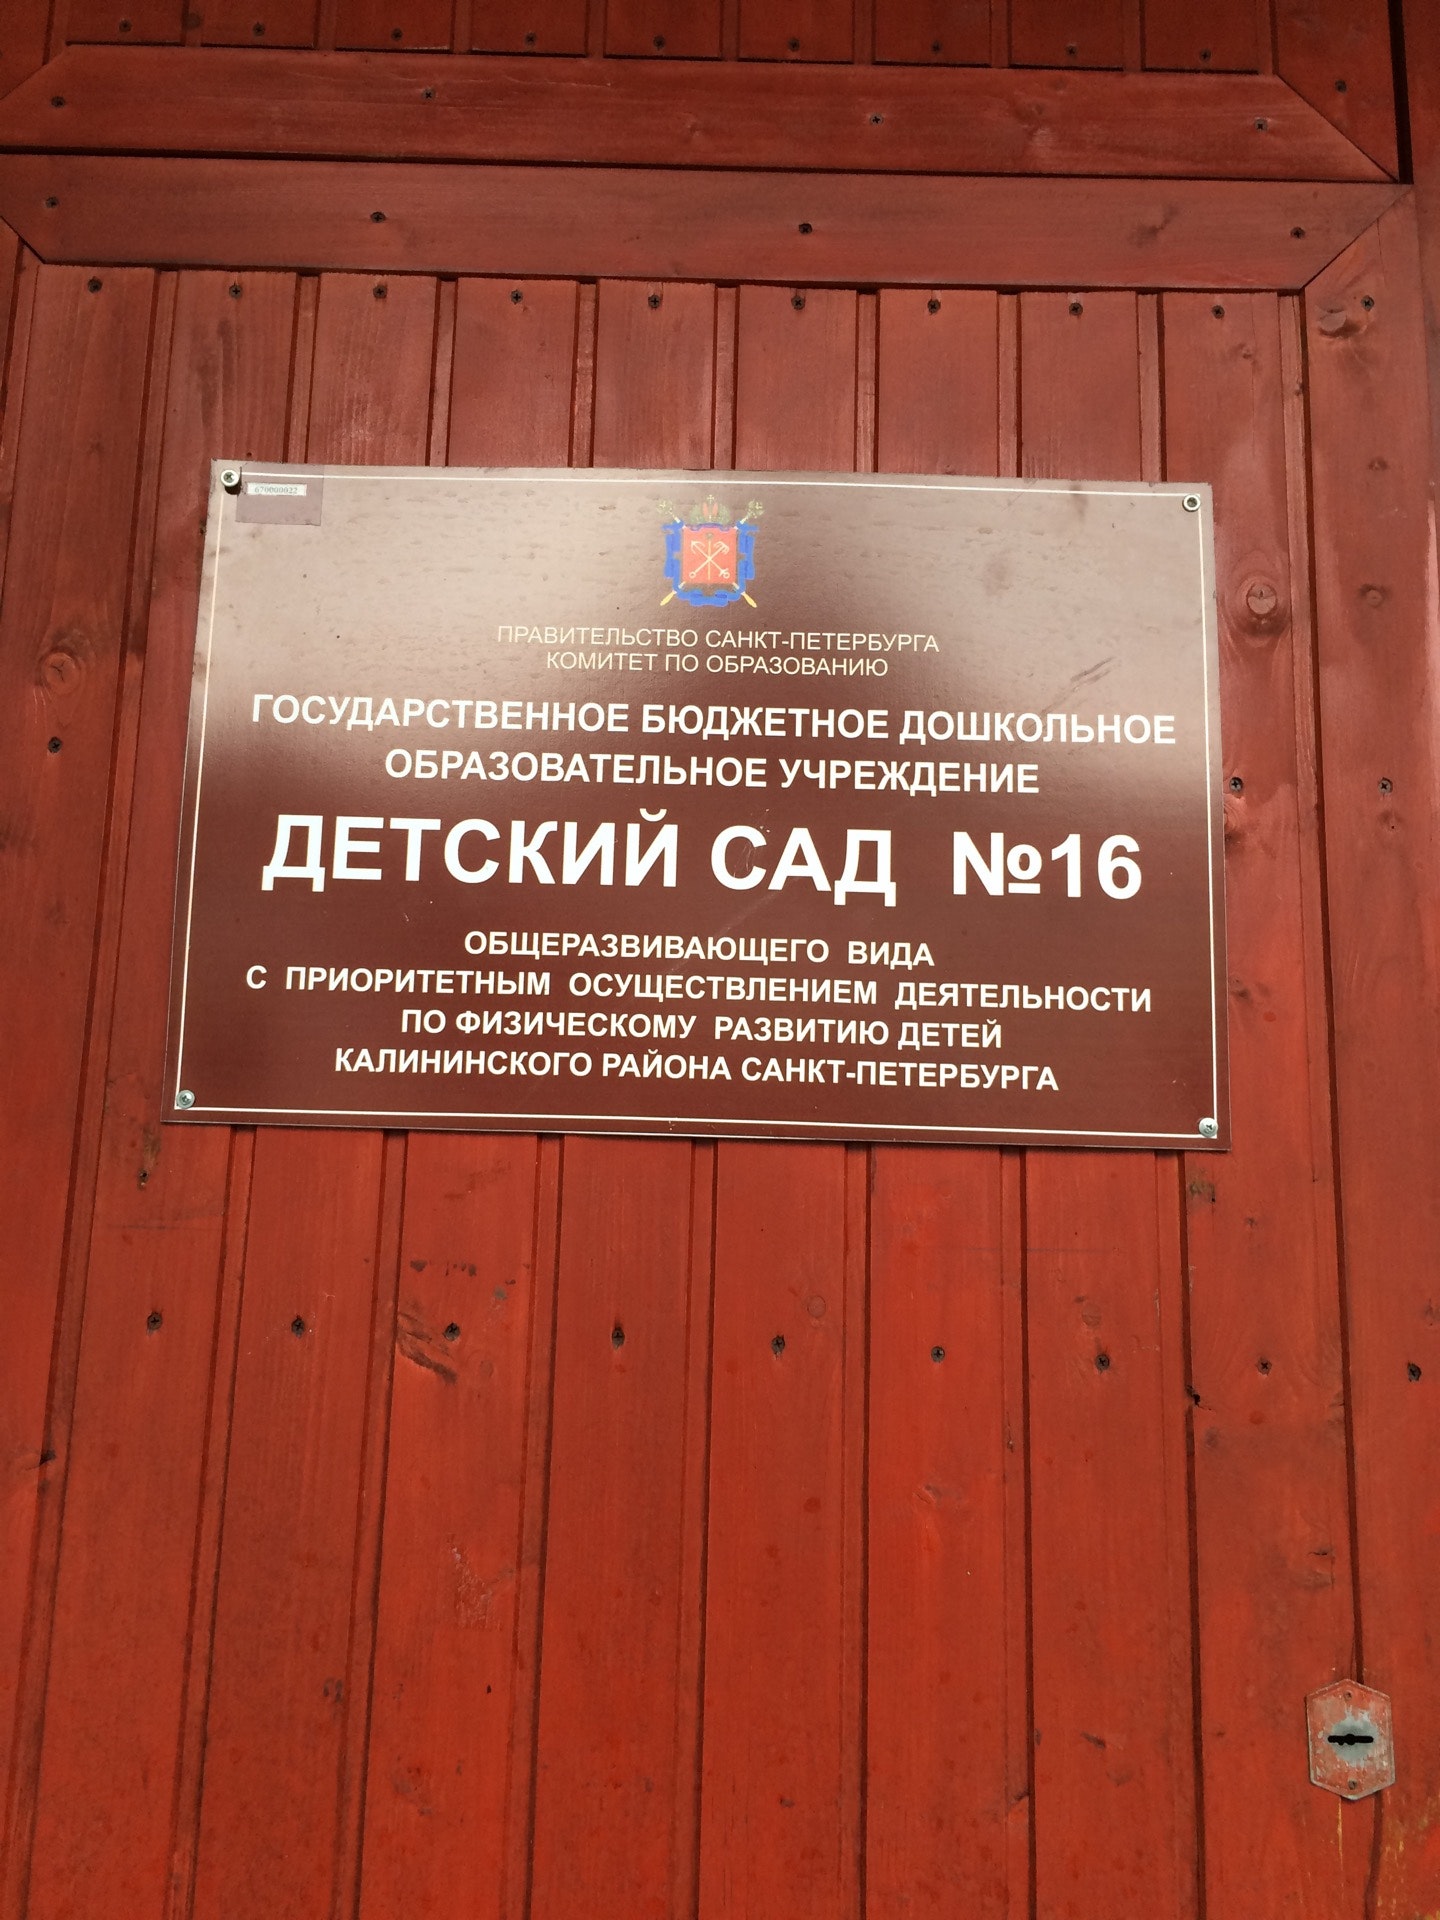 670000022
ПРАВИТЕЛЬСТВО САНКТ-ПЕТЕРБУРГА
КОМИТЕТ ПО ОБРАЗОВАНИЮ
ГОСУДАРСТВЕННОЕ БЮДЖЕТНОЕ ДОШКОЛЬНОЕ
ОБРАЗОВАТЕЛЬНОЕ УЧРЕЖДЕНИЕ
ДЕТСКИЙ САД №16
ОБЩЕРАЗВИВАЮЩЕГО ВИДА
С ПРИОРИТЕТНЫМ ОСУЩЕСТВЛЕНИЕМ ДЕЯТЕЛЬНОСТИ
ПО ФИЗИЧЕСКОМУ РАЗВИТИЮ ДЕТЕЙ
КАЛИНИНСКОГО РАЙОНА САНКТ-ПЕТЕРБУРГА